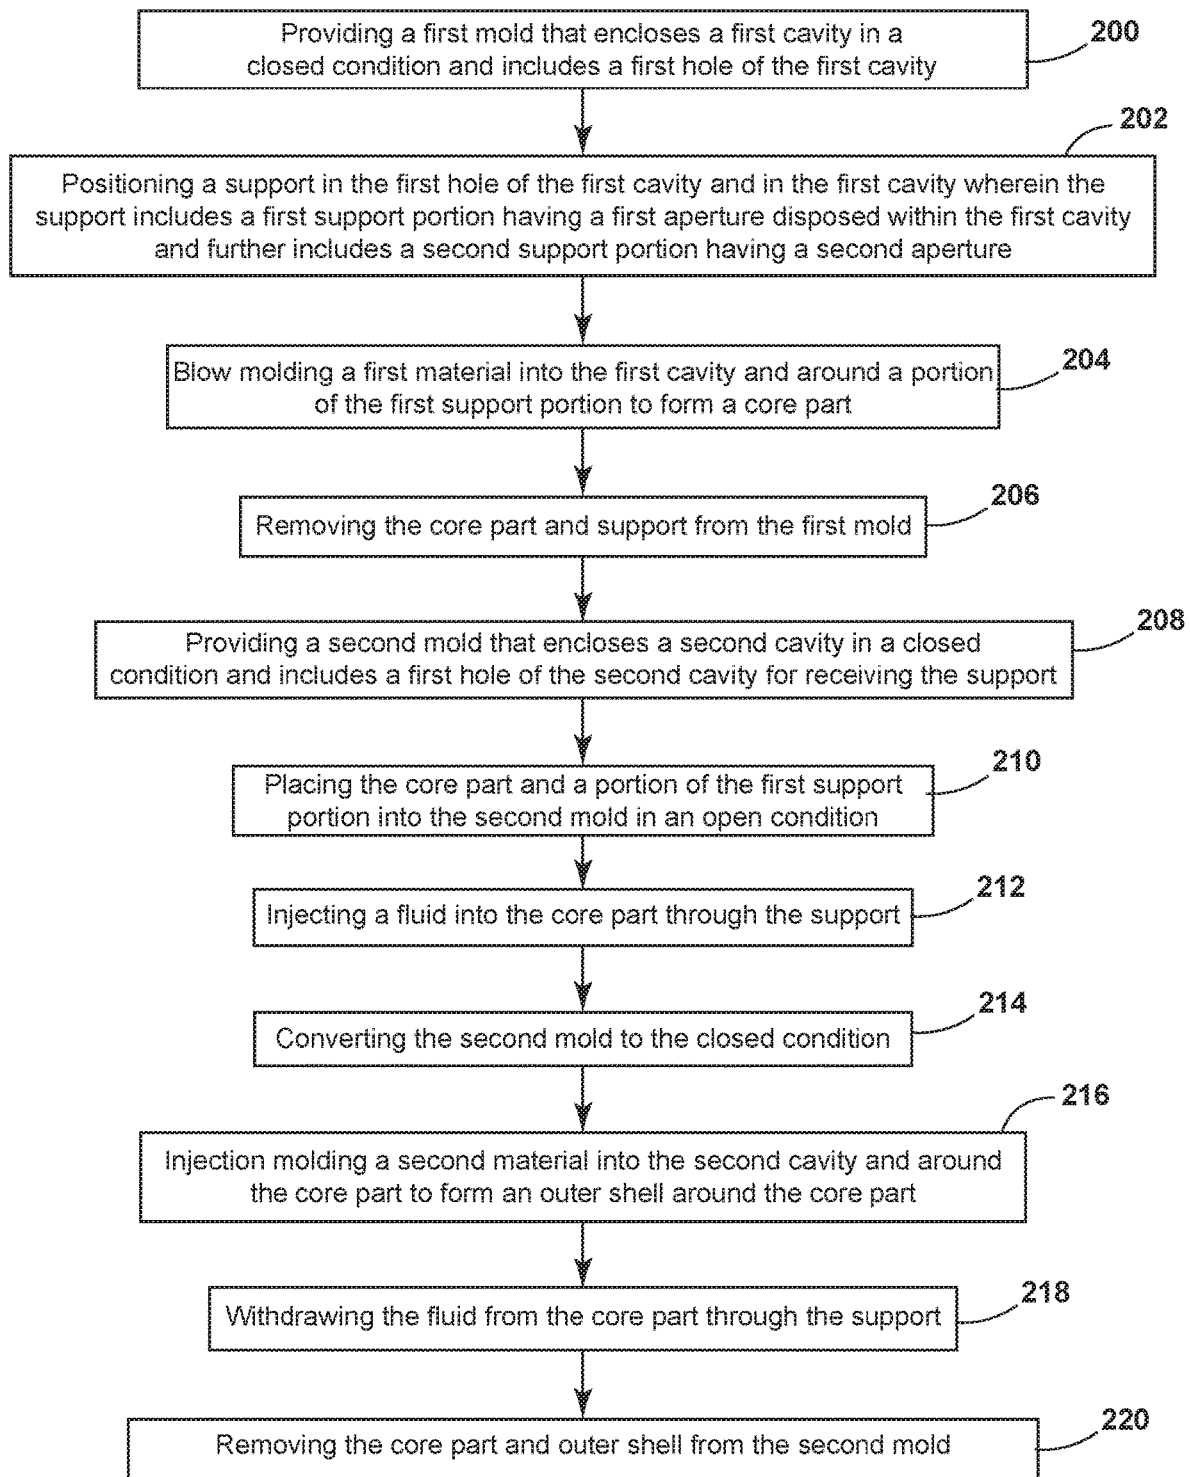 Providing a first mold that encloses a first cavity in a
closed condition and includes a first hole of the first cavity
200
202
Positioning a support in the first hole of the first cavity and in the first cavity wherein the
support includes a first support portion having a first aperture disposed within the first cavity
and further includes a second support portion having a second aperture
Blow molding a first material into the first cavity and around a portion
of the first support portion to form a core part
204
Removing the core part and support from the first mold
206
Providing a second mold that encloses a second cavity in a closed
condition and includes a first hole of the second cavity for receiving the support
208
Placing the core part and a portion of the first support
portion into the second mold in an open condition
210
Injecting a fluid into the core part through the support
212
Converting the second mold to the closed condition
214
216
Injection molding a second material into the second cavity and around
the core part to form an outer shell around the core part
Withdrawing the fluid from the core part through the support
218
Removing the core part and outer shell from the second mold
220